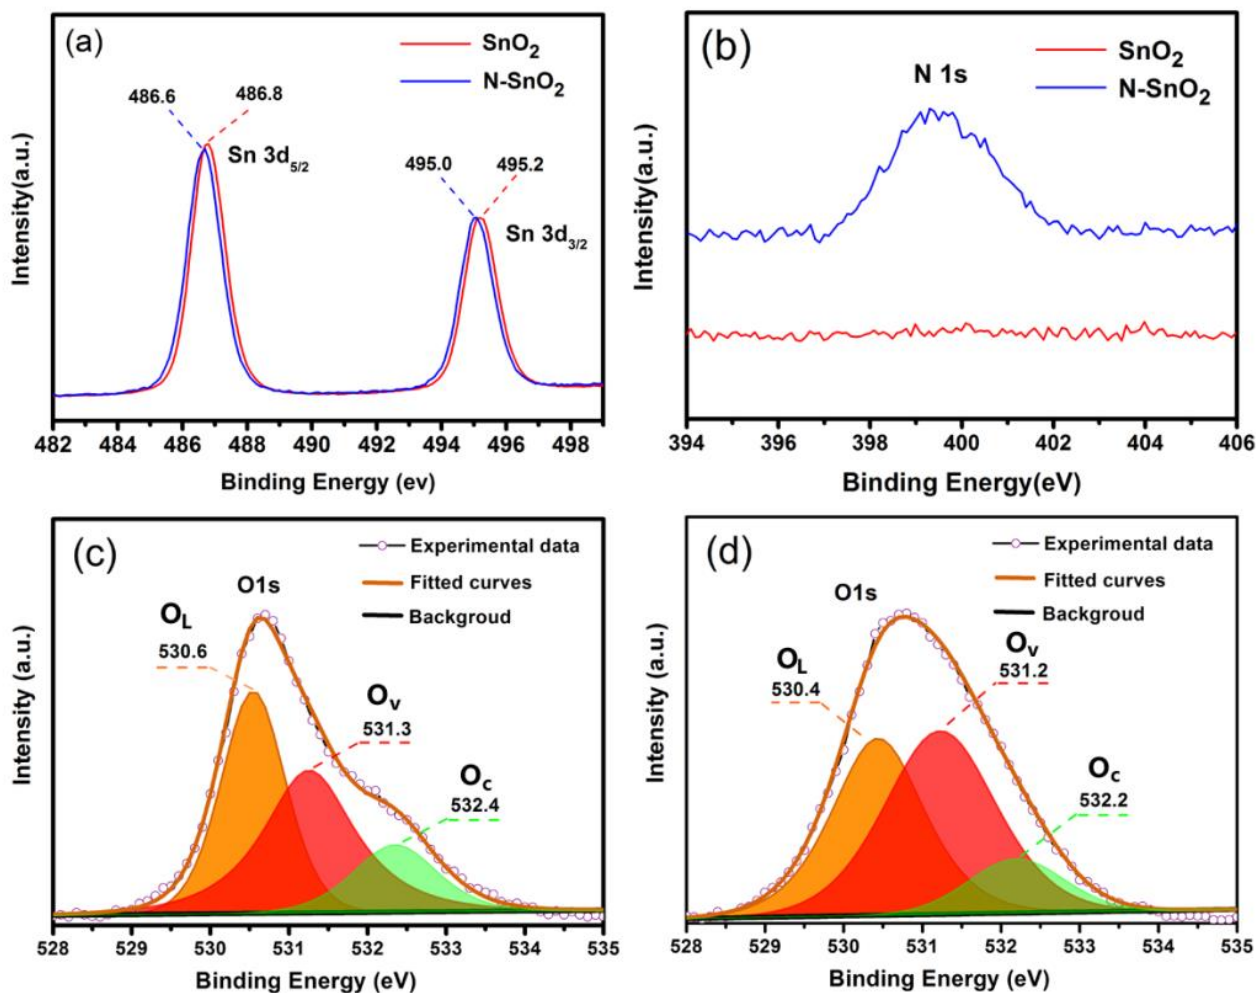 (a)
SnO2
N-SnO2
486.6
486.8
Sn 3d5/2
495.0
495.2
Sn 3d3/2
Intensity(a.u.)
482 484 486 488 490 492 494 496 498
Binding Energy (ev)
(b)
SnO2
N-SnO2
N 1s
Intensity(a.u.)
394 396 398 400 402 404 406
Binding Energy(eV)
(c)
Experimental data
Fitted curves
Backgroud
O1s
OL
530.6
Ov
531.3
Oc
532.4
Intensity (a.u.)
528 529 530 531 532 533 534 535
Binding Energy (eV)
(d)
Experimental data
Fitted curves
Backgroud
O1s
OL
530.4
Ov
531.2
Oc
532.2
Intensity (a.u.)
528 529 530 531 532 533 534 535
Binding Energy (eV)